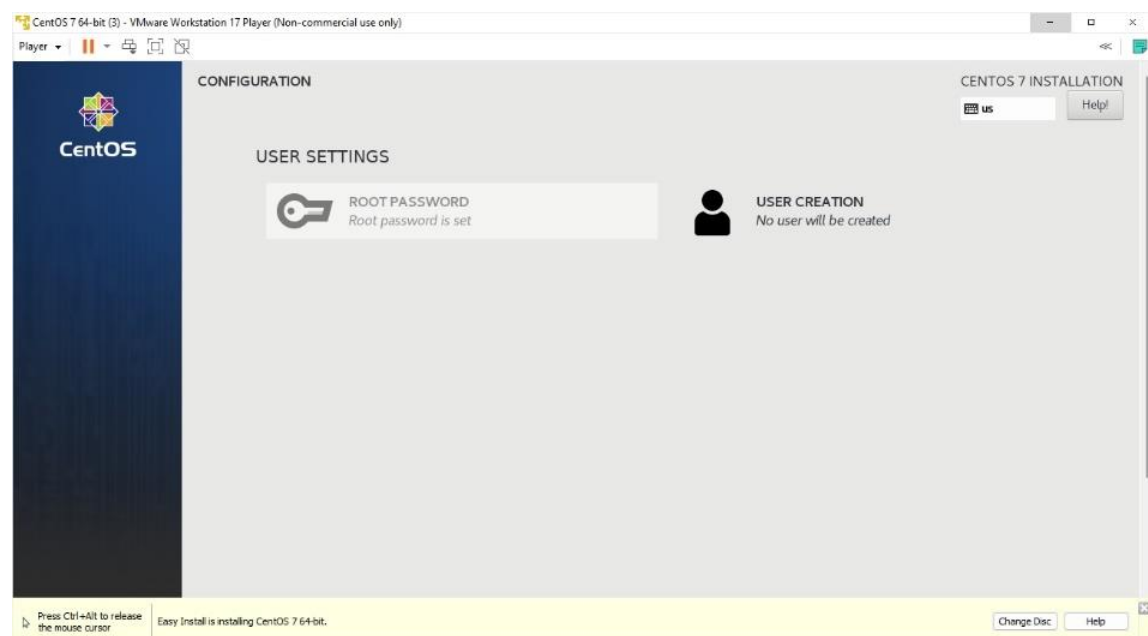 CentOS 7 64-bit (3) - VMware Workstation 17 Player (Non-commercial use only)
Player
CentOS
CONFIGURATION
CENTOS 7 INSTALLATION
us
Help!
USER SETTINGS
ROOT PASSWORD
Root password is set
USER CREATION
No user will be created
Press Ctrl+Alt to release
the mouse cursor
Easy Install is installing CentOS 7 64-bit.
Change Disc
Help